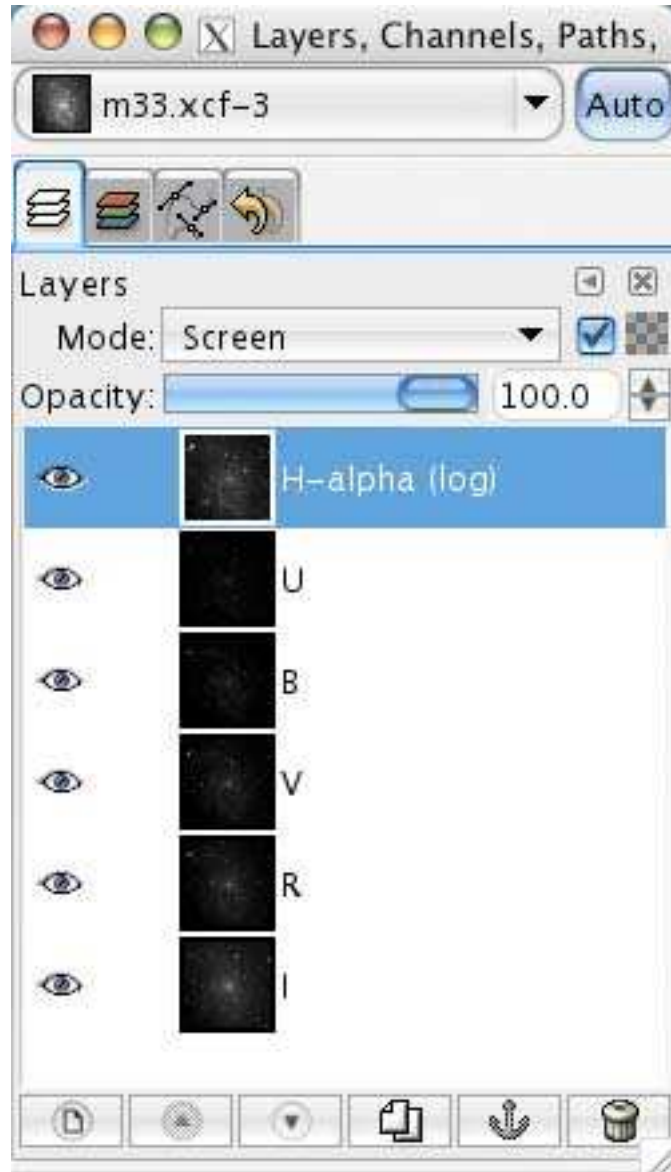 X Layers, Channels, Paths,
m33.xcf-3 Auto
Layers
Mode: Screen
Opacity: 100.0
H-alpha (log)
U
B
V
R
I